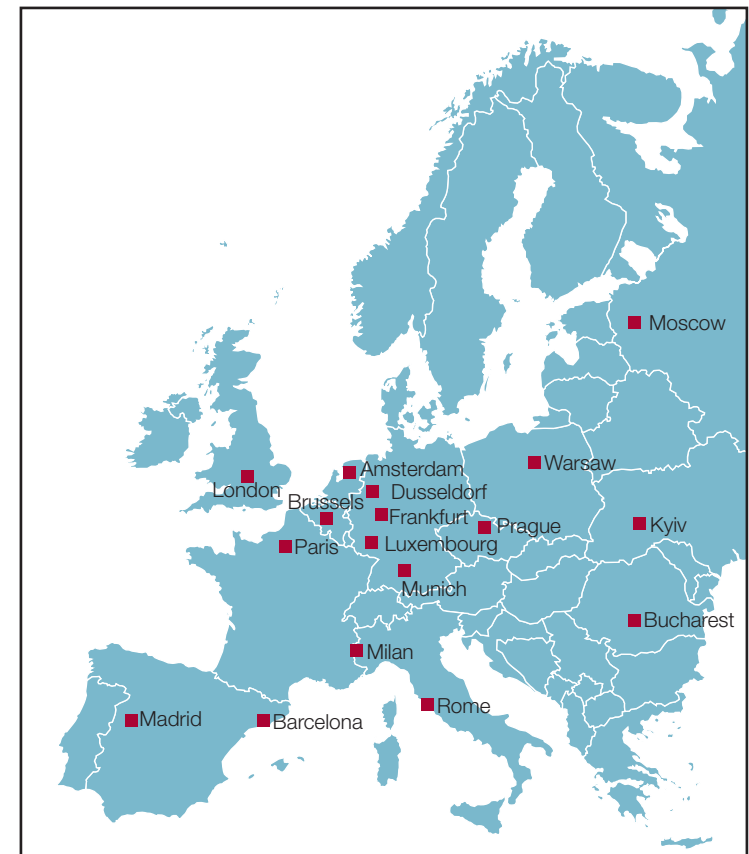 Moscow
Warsaw
Amsterdam
London
Dusseldorf
Brussels
Frankfurt
Kyiv
Prague
Paris
Luxembourg
Munich
Bucharest
Milan
Rome
Madrid
Barcelona